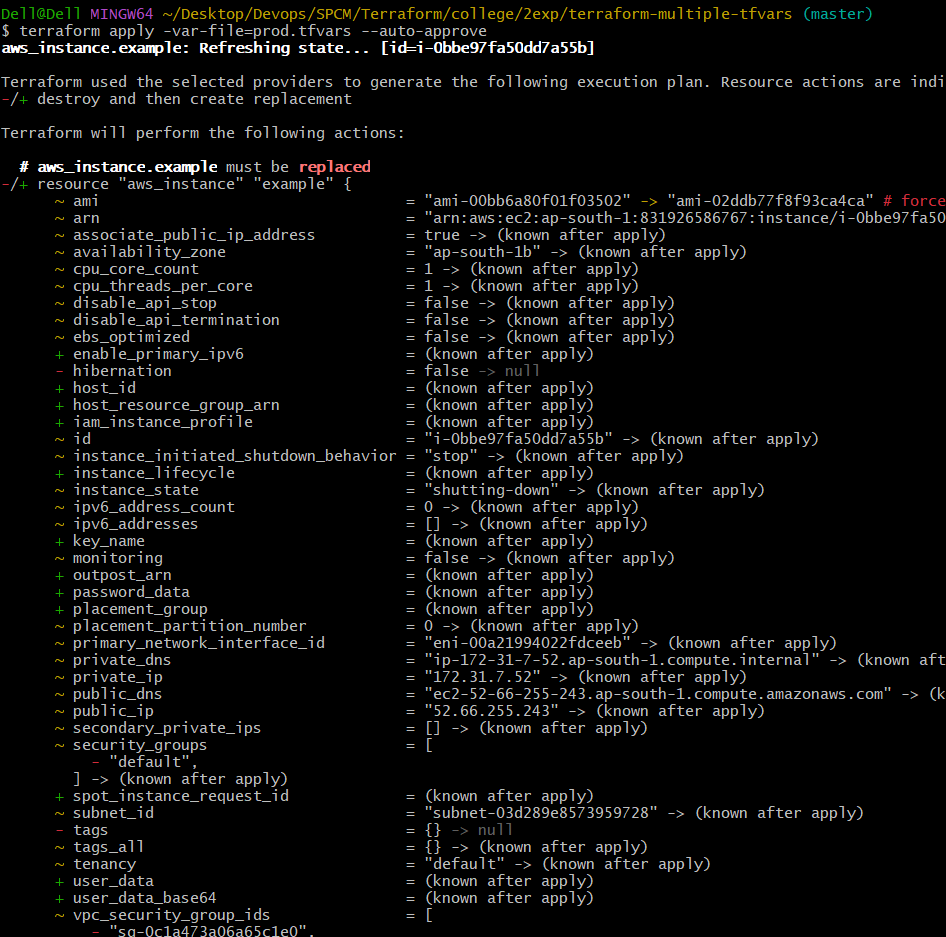 Dell@Dell MINGW64 ~/Desktop/Devops/SPCM/Terraform/college/2exp/terraform-multiple-tfvars (master)
$ terraform apply -var-file=prod.tfvars --auto-approve
aws_instance.example: Refreshing state... [id=i-0bbe97fa50dd7a55b]

Terraform used the selected providers to generate the following execution plan. Resource actions are indi
-/+ destroy and then create replacement

Terraform will perform the following actions:

  # aws_instance.example must be replaced
-/+ resource "aws_instance" "example" {
      ~ ami                                  = "ami-00bb6a80f01f03502" -> "ami-02ddb77f8f93ca4ca" # force
      ~ arn                                  = "arn:aws:ec2:ap-south-1:831926586767:instance/i-0bbe97fa50
      ~ associate_public_ip_address          = true -> (known after apply)
      ~ availability_zone                    = "ap-south-1b" -> (known after apply)
      ~ cpu_core_count                       = 1 -> (known after apply)
      ~ cpu_threads_per_core                 = 1 -> (known after apply)
      ~ disable_api_stop                     = false -> (known after apply)
      ~ disable_api_termination              = false -> (known after apply)
      ~ ebs_optimized                        = false -> (known after apply)
      + enable_primary_ipv6                  = (known after apply)
      - hibernation                          = false -> null
      + host_id                              = (known after apply)
      + host_resource_group_arn              = (known after apply)
      + iam_instance_profile                 = (known after apply)
      ~ id                                   = "i-0bbe97fa50dd7a55b" -> (known after apply)
      ~ instance_initiated_shutdown_behavior = "stop" -> (known after apply)
      + instance_lifecycle                   = (known after apply)
      ~ instance_state                       = "shutting-down" -> (known after apply)
      ~ ipv6_address_count                   = 0 -> (known after apply)
      ~ ipv6_addresses                       = [] -> (known after apply)
      + key_name                             = (known after apply)
      ~ monitoring                           = false -> (known after apply)
      + outpost_arn                          = (known after apply)
      + password_data                        = (known after apply)
      + placement_group                      = (known after apply)
      ~ placement_partition_number           = 0 -> (known after apply)
      ~ primary_network_interface_id         = "eni-00a21994022fdceeb" -> (known after apply)
      ~ private_dns                          = "ip-172-31-7-52.ap-south-1.compute.internal" -> (known aft
      ~ private_ip                           = "172.31.7.52" -> (known after apply)
      ~ public_dns                           = "ec2-52-66-255-243.ap-south-1.compute.amazonaws.com" -> (k
      ~ public_ip                            = "52.66.255.243" -> (known after apply)
      ~ secondary_private_ips                = [] -> (known after apply)
      ~ security_groups                      = [
          - "default",
        ] -> (known after apply)
      + spot_instance_request_id             = (known after apply)
      ~ subnet_id                            = "subnet-03d289e8573959728" -> (known after apply)
      - tags                                 = {} -> null
      ~ tags_all                             = {} -> (known after apply)
      ~ tenancy                              = "default" -> (known after apply)
      + user_data                            = (known after apply)
      + user_data_base64                     = (known after apply)
      ~ vpc_security_group_ids               = [
          - "sg-0c1a473a06a65c1e0",